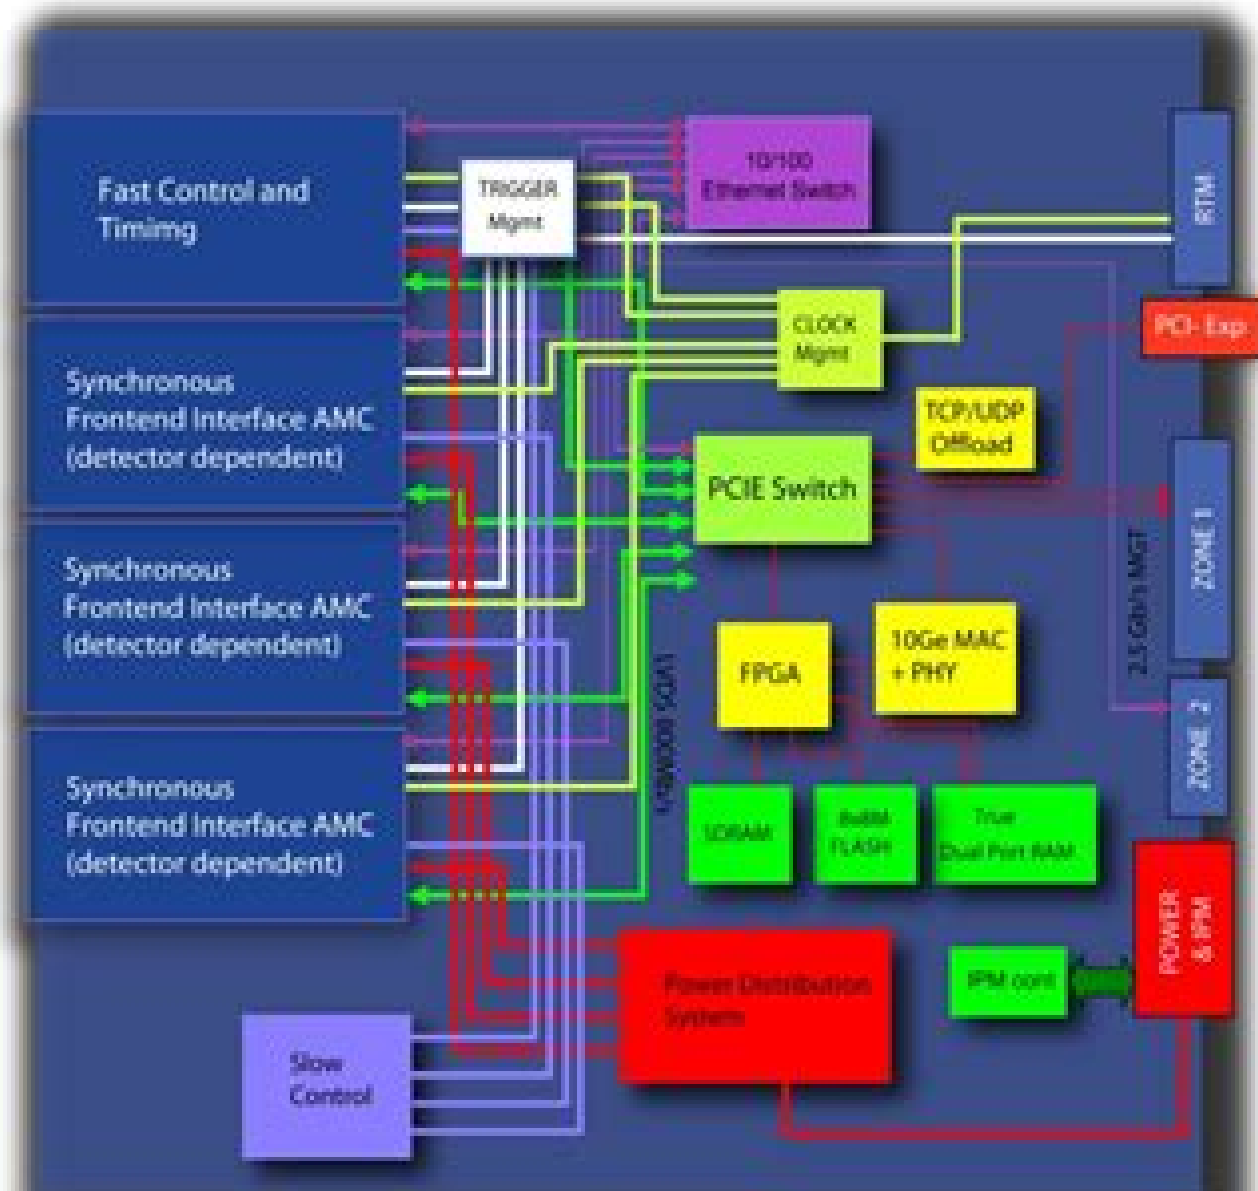 Fast Control and
Timimg
TRIGGER
Mgmt
10/100
Ethernet Switch
RTM
PCI- Exp
CLOCK
Mgmt
Synchronous
Frontend Interface AMC
(detector dependent)
TCP/UDP
Offload
PCIE Switch
ZONE 1
2.5 Gb/s MGT
Synchronous
Frontend Interface AMC
(detector dependent)
FPGA
10Ge MAC
+ PHY
ZONE 2
Synchronous
Frontend Interface AMC
(detector dependent)
SDRAM
FLASH
True
Dual Port RAM
POWER
& IPM
Power Distribution
System
IPM cont
Slow
Control